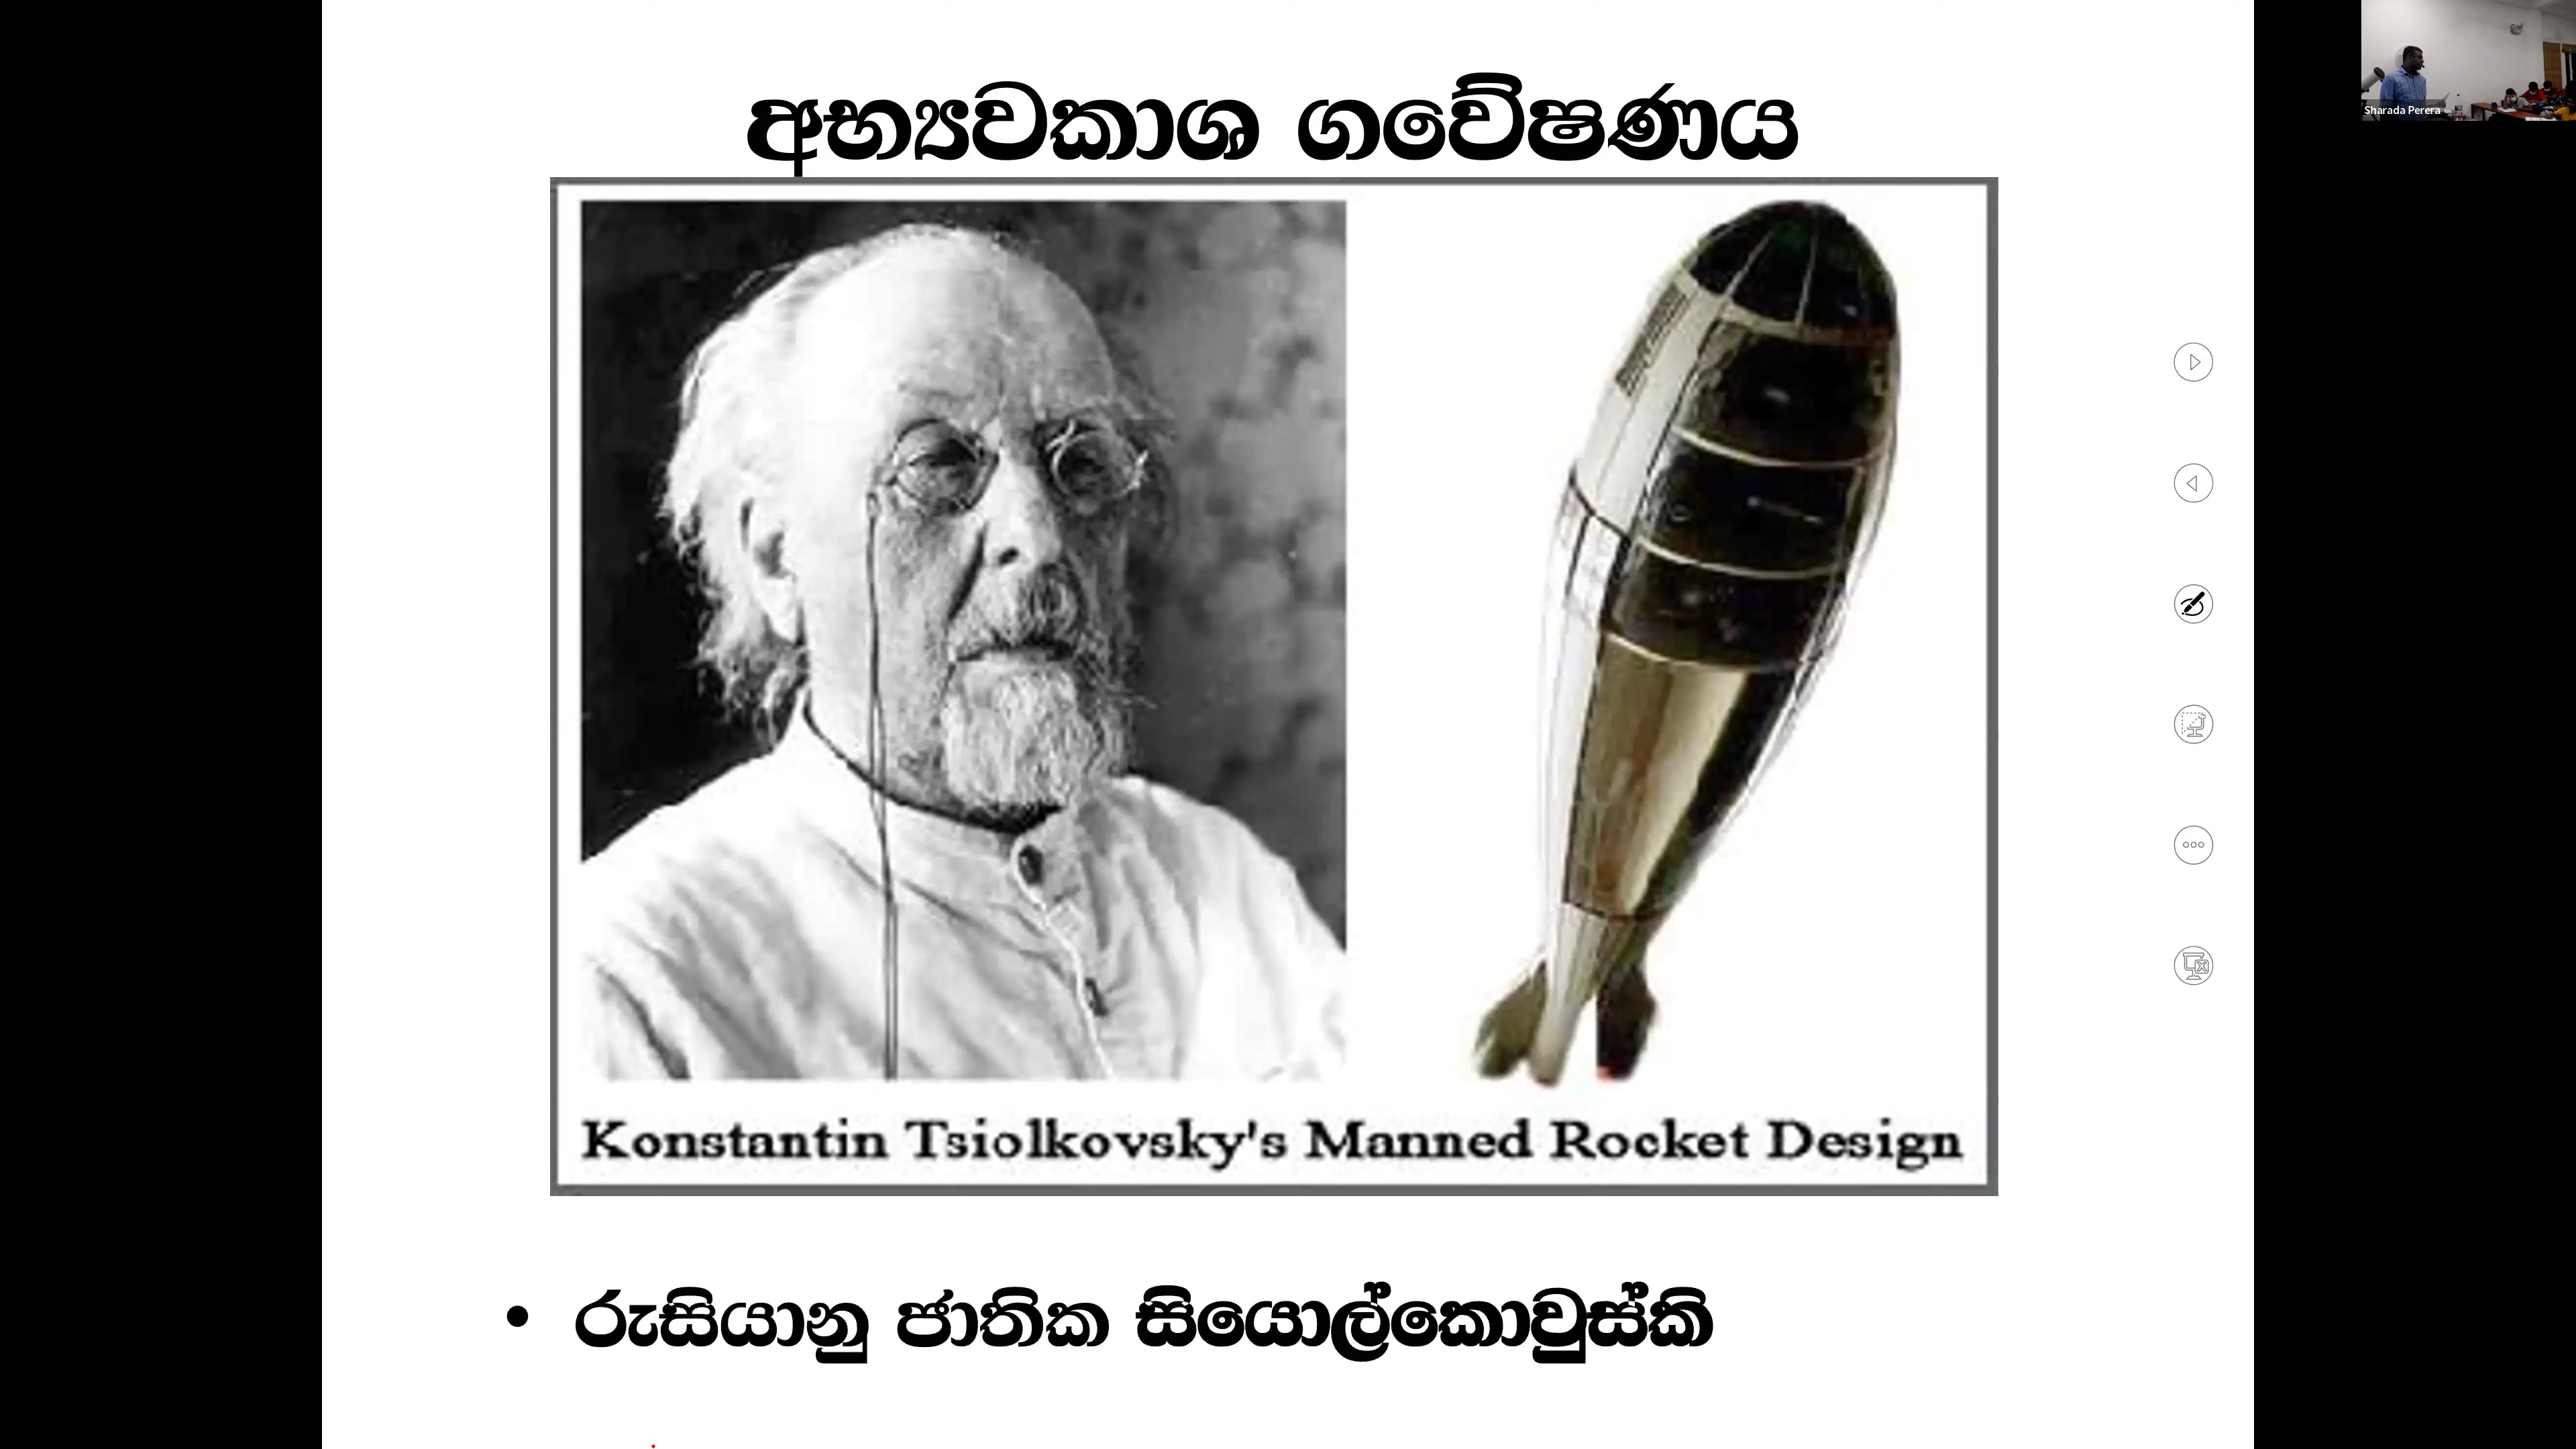 අභ්‍යවකාශ ගවේෂණය
Sharada Perera
Konstantin Tsiolkovsky's Manned Rocket Design
• රුසියානු ජාතික සියොල්කොවුස්කි